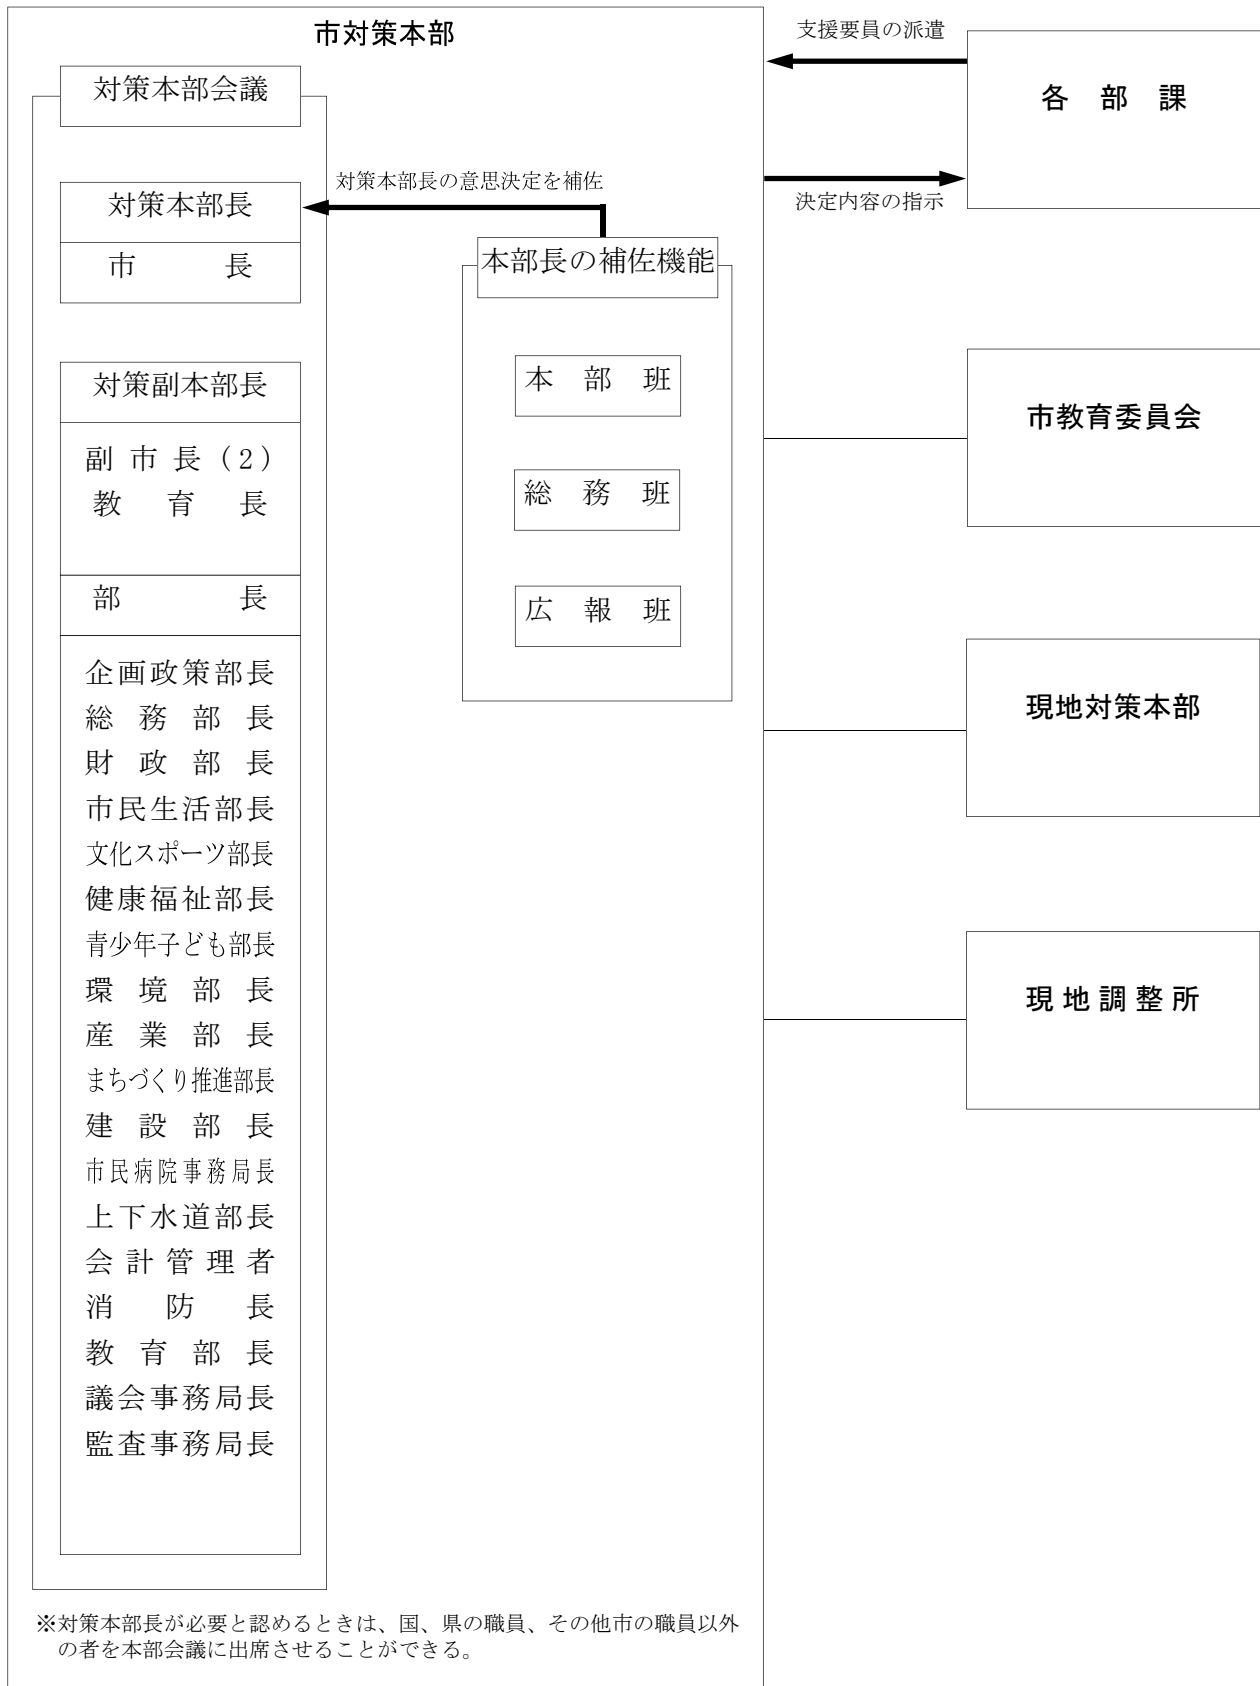 市対策本部
対策本部会議
対策本部長
市長
対策副本部長
副市長（2）
教育長
部長
企画政策部長
総務部長
財政部長
市民生活部長
文化スポーツ部長
健康福祉部長
青少年子ども部長
環境部長
産業部長
まちづくり推進部長
建設部長
市民病院事務局長
上下水道部長
会計管理者
消防長
教育部長
議会事務局長
監査事務局長
対策本部長の意思決定を補佐
本部長の補佐機能
本部班
総務班
広報班
※対策本部長が必要と認めるときは、国、県の職員、その他市の職員以外
の者を本部会議に出席させることができる。
支援要員の派遣
決定内容の指示
各部課
市教育委員会
現地対策本部
現地調整所